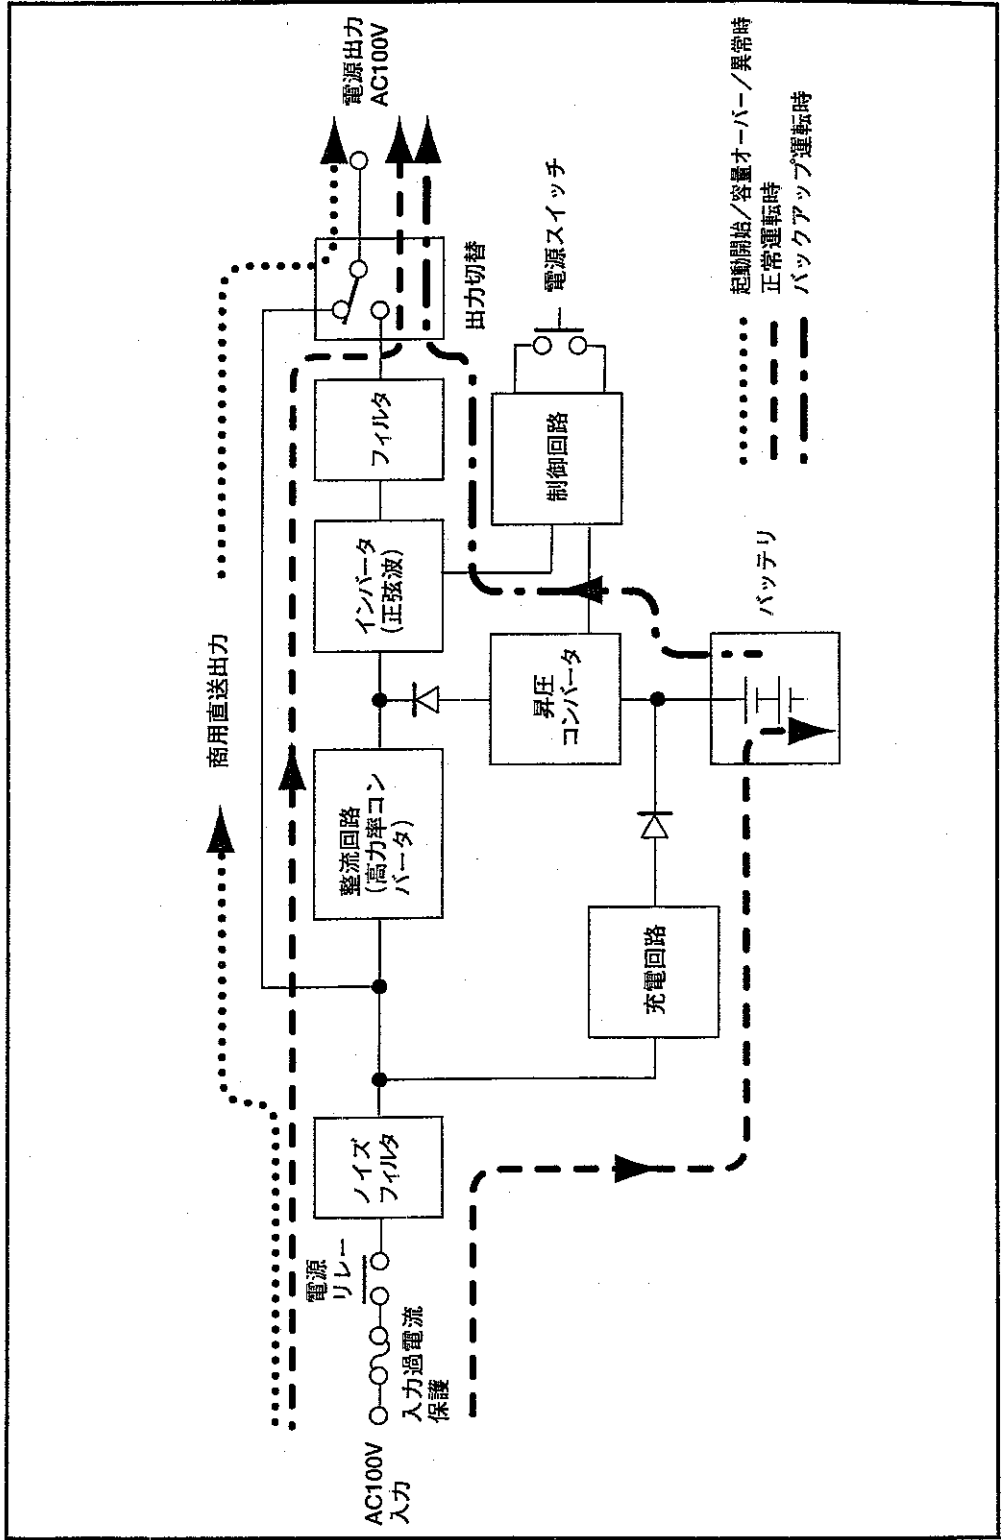 商用直送出力
電源出力
AC100V
電源
リレー
AC100V
入力
入力過電流
保護
ノイズ
フィルタ
整流回路
(高力率コン
バータ)
インバータ
(正弦波)
フィルタ
出力切替
昇圧
コンバータ
制御回路
電源スイッチ
充電回路
バッテリ
起動開始/容量オーバー/異常時
正常運転時
バックアップ運転時